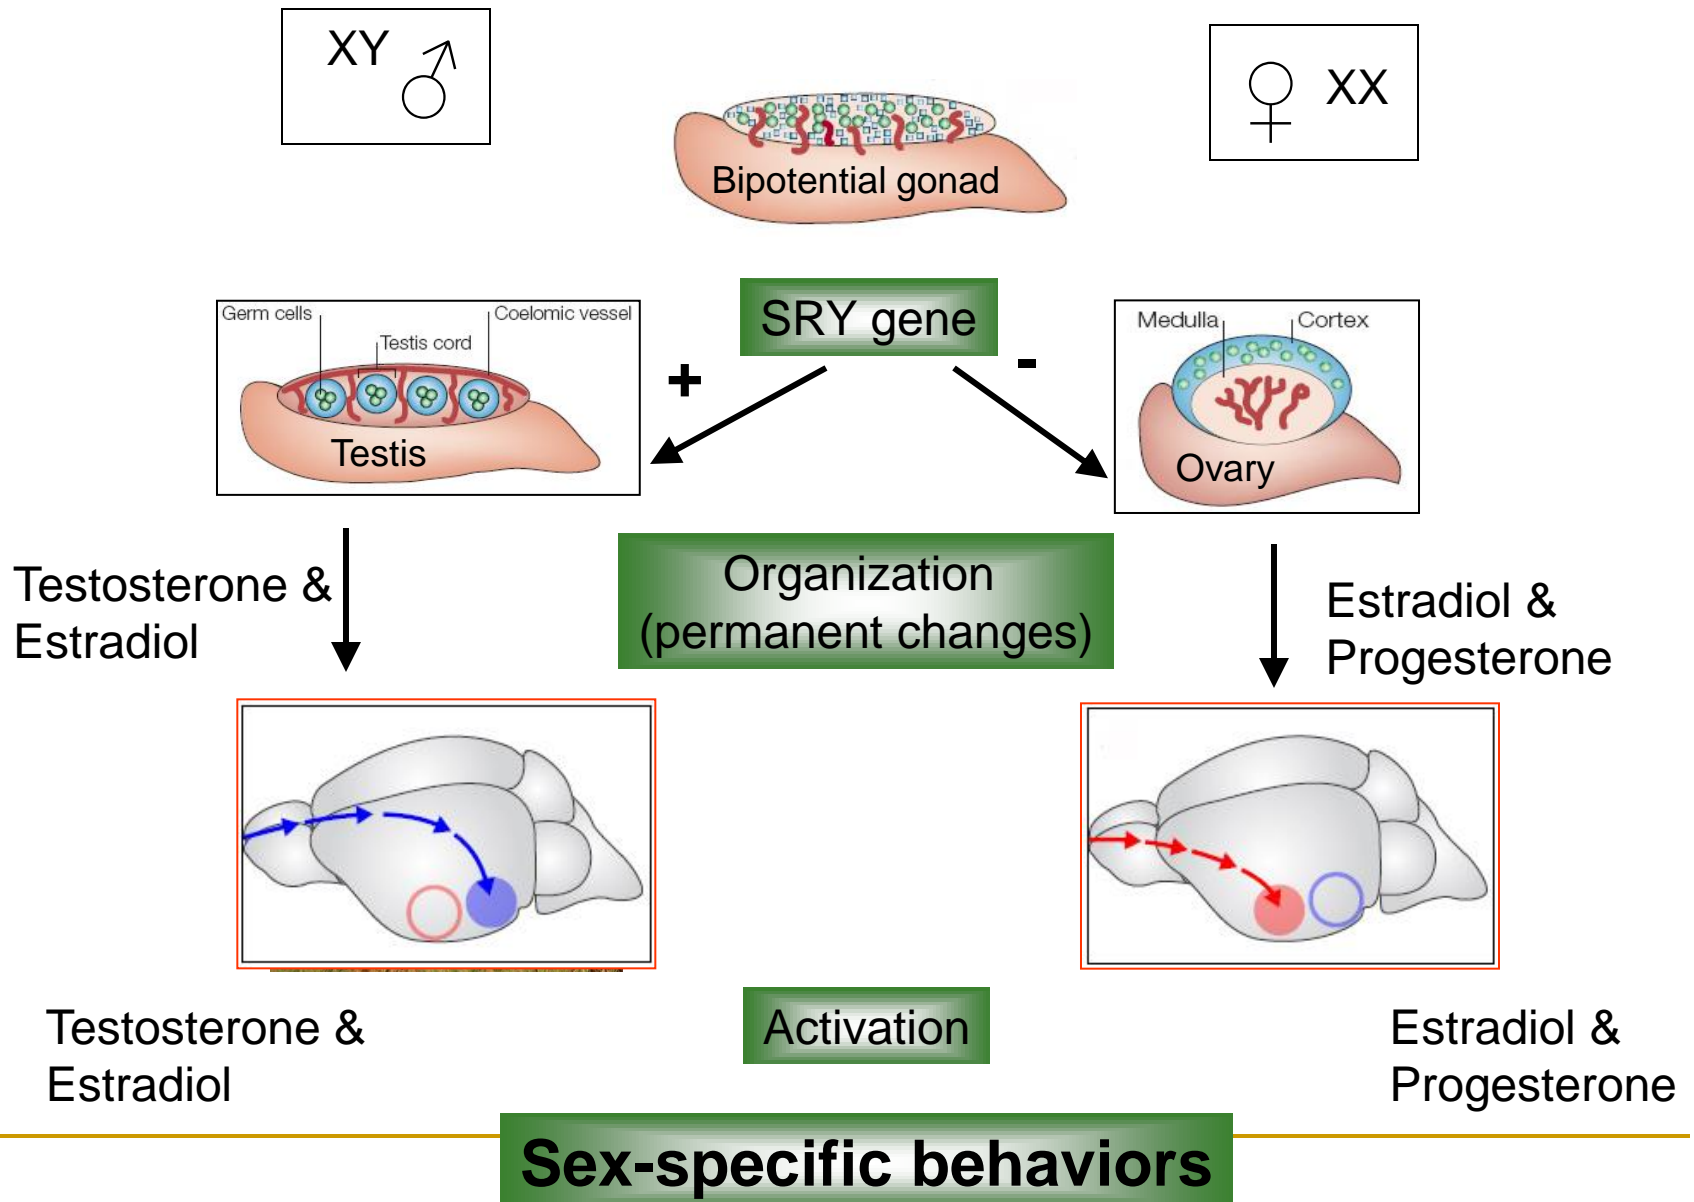 XY
XX
Bipotential gonad
SRY gene
Germ cells
Coelomic vessel
Testis cord
Testis
+
-
Medulla
Cortex
Ovary
Testosterone &
Estradiol
Organization
(permanent changes)
Estradiol &
Progesterone
Testosterone &
Estradiol
Activation
Estradiol &
Progesterone
Sex-specific behaviors